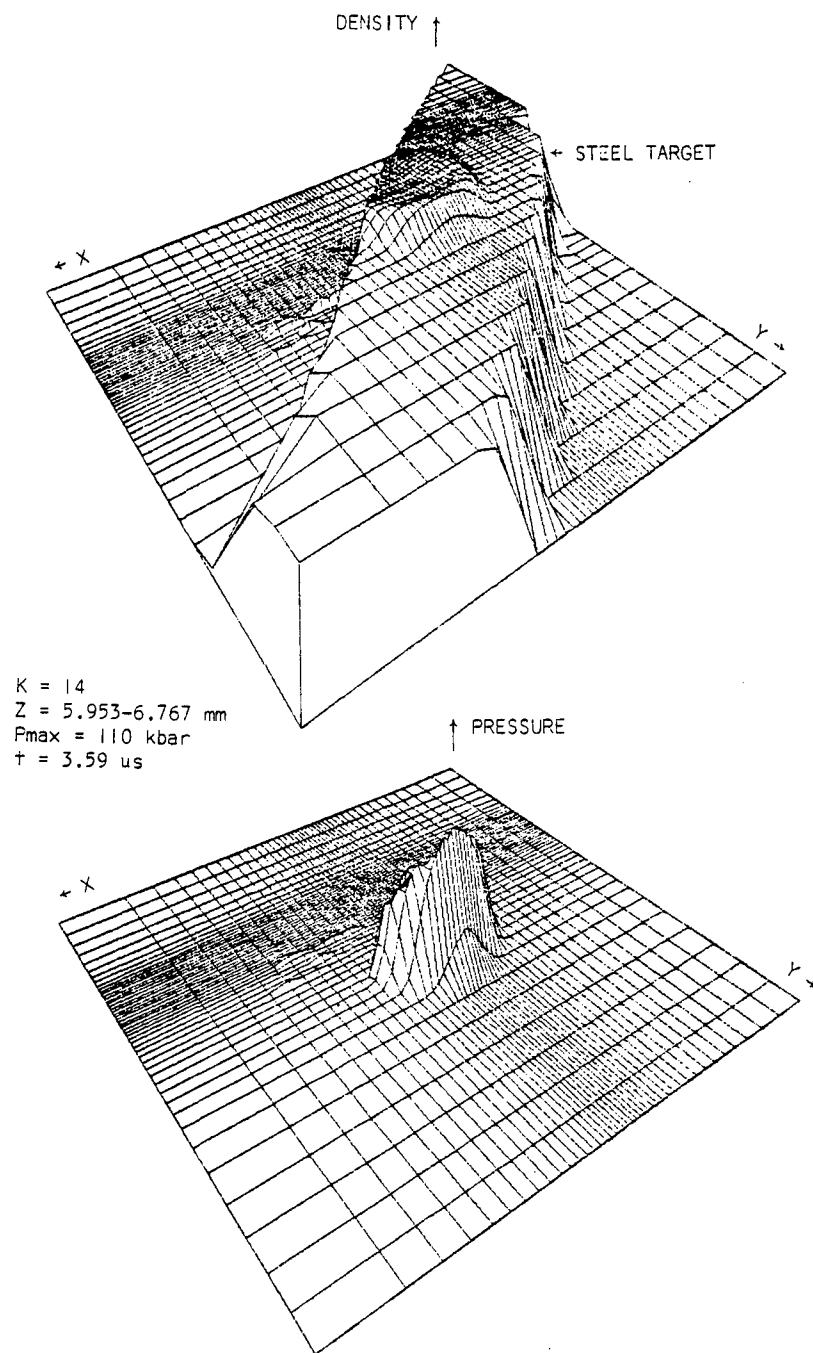 DENSITY ↑
← STEEL TARGET
← X
Y →
K = 14
Z = 5.953-6.767 mm
Pmax = 110 kbar
t = 3.59 us
↑ PRESSURE
← X
Y →